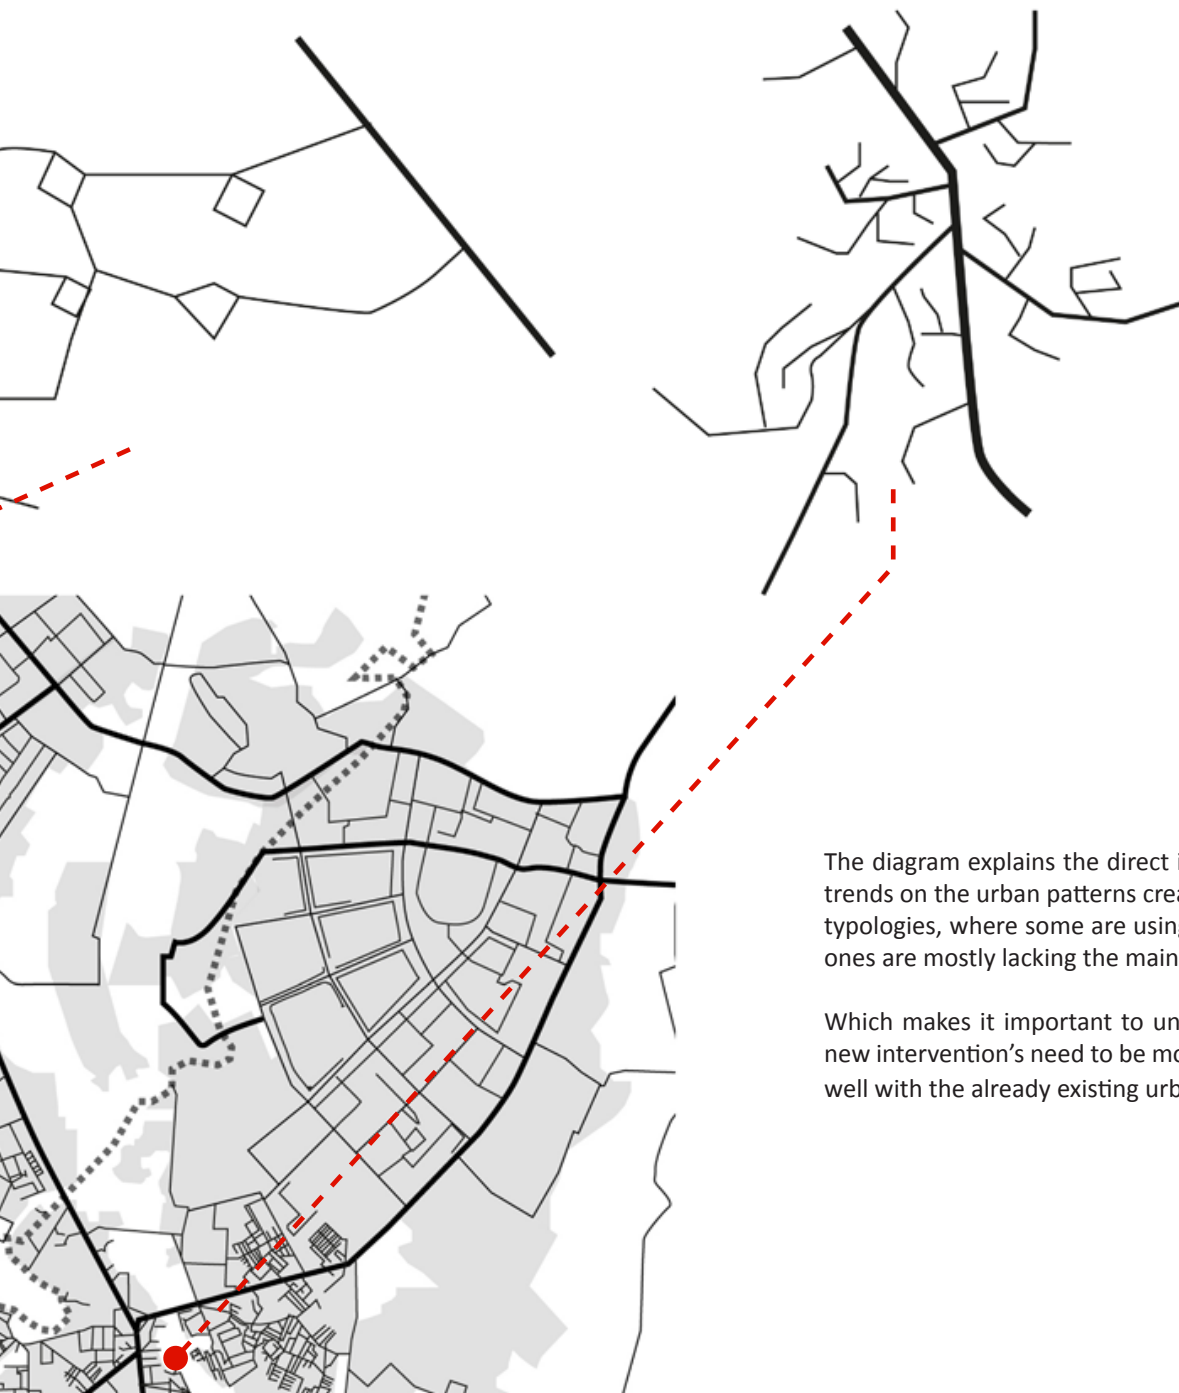 The diagram explains the direct i
trends on the urban patterns crea
typologies, where some are using
ones are mostly lacking the main
Which makes it important to un
new intervention’s need to be mo
well with the already existing urb